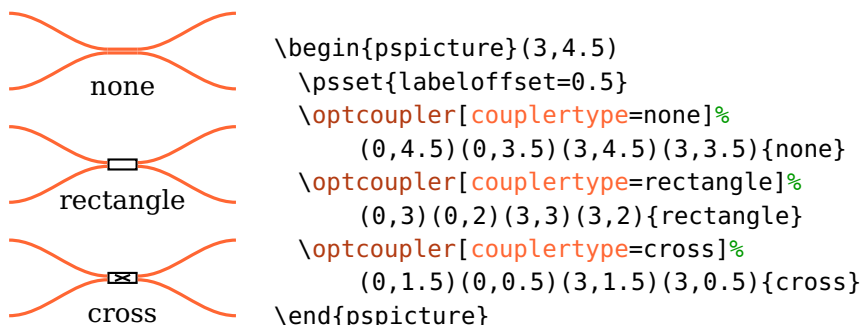 none
rectangle
cross
\begin{pspicture}(3,4.5)
  \psset{labeloffset=0.5}
  \optcoupler[couplertype=none]%
      (0,4.5)(0,3.5)(3,4.5)(3,3.5){none}
  \optcoupler[couplertype=rectangle]%
      (0,3)(0,2)(3,3)(3,2){rectangle}
  \optcoupler[couplertype=cross]%
      (0,1.5)(0,0.5)(3,1.5)(3,0.5){cross}
\end{pspicture}